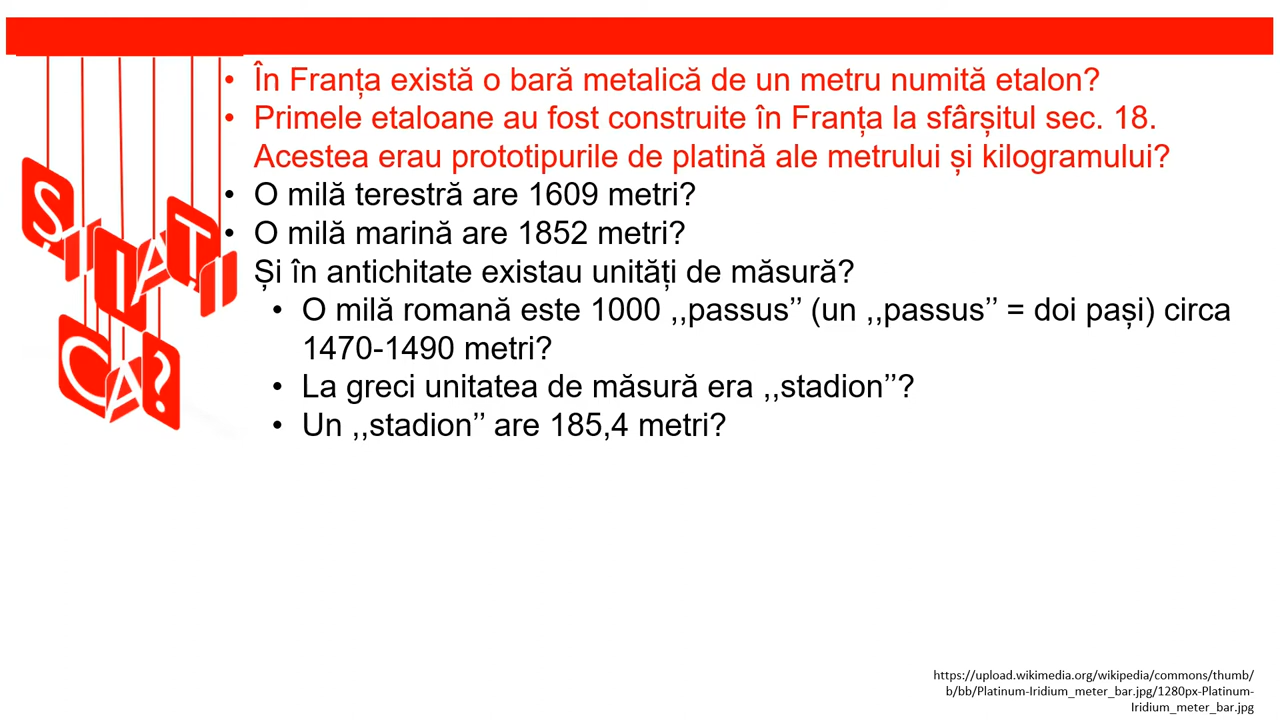 ȘTIAȚI
CĂ?
• În Franța există o bară metalică de un metru numită etalon?
• Primele etaloane au fost construite în Franța la sfârșitul sec. 18.
Acestea erau prototipurile de platină ale metrului și kilogramului?
• O milă terestră are 1609 metri?
• O milă marină are 1852 metri?
Și în antichitate existau unități de măsură?
• O milă romană este 1000 ,,passus’’ (un ,,passus’’ = doi pași) circa
1470-1490 metri?
• La greci unitatea de măsură era ,,stadion’’?
• Un ,,stadion’’ are 185,4 metri?
https://upload.wikimedia.org/wikipedia/commons/thumb/
b/bb/Platinum-Iridium_meter_bar.jpg/1280px-Platinum-
Iridium_meter_bar.jpg